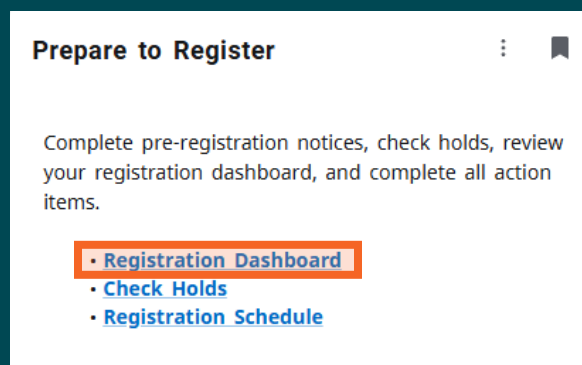 Prepare to Register
Complete pre-registration notices, check holds, review
your registration dashboard, and complete all action
items.
• Registration Dashboard
• Check Holds
• Registration Schedule